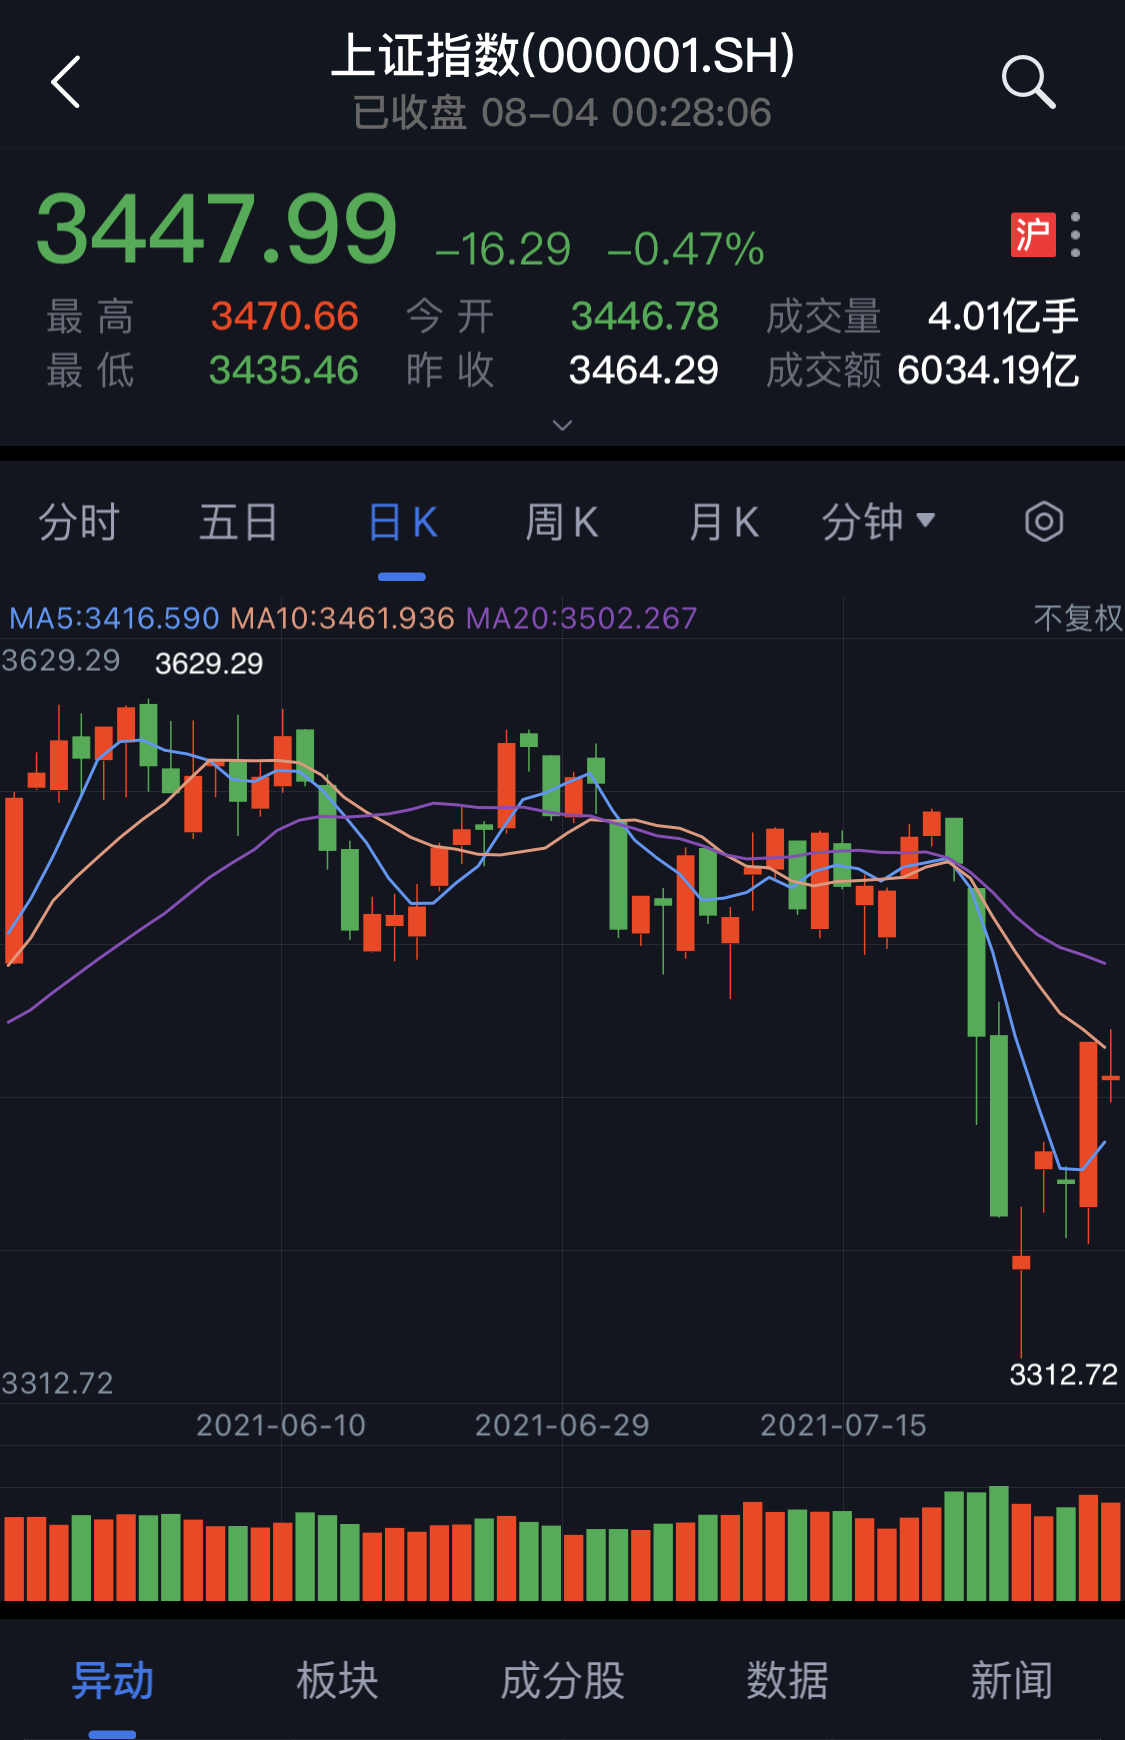 上证指数(000001.SH)
已收盘 08-04 00:28:06
3447.99 -16.29 -0.47% 沪
最高 3470.66 今开 3446.78 成交量 4.01亿手
最低 3435.46 昨收 3464.29 成交额 6034.19亿
分时 五日 日K 周K 月K 分钟
MA5:3416.590 MA10:3461.936 MA20:3502.267 不复权
3629.29 3629.29
3312.72 3312.72
2021-06-10 2021-06-29 2021-07-15
异动 板块 成分股 数据 新闻